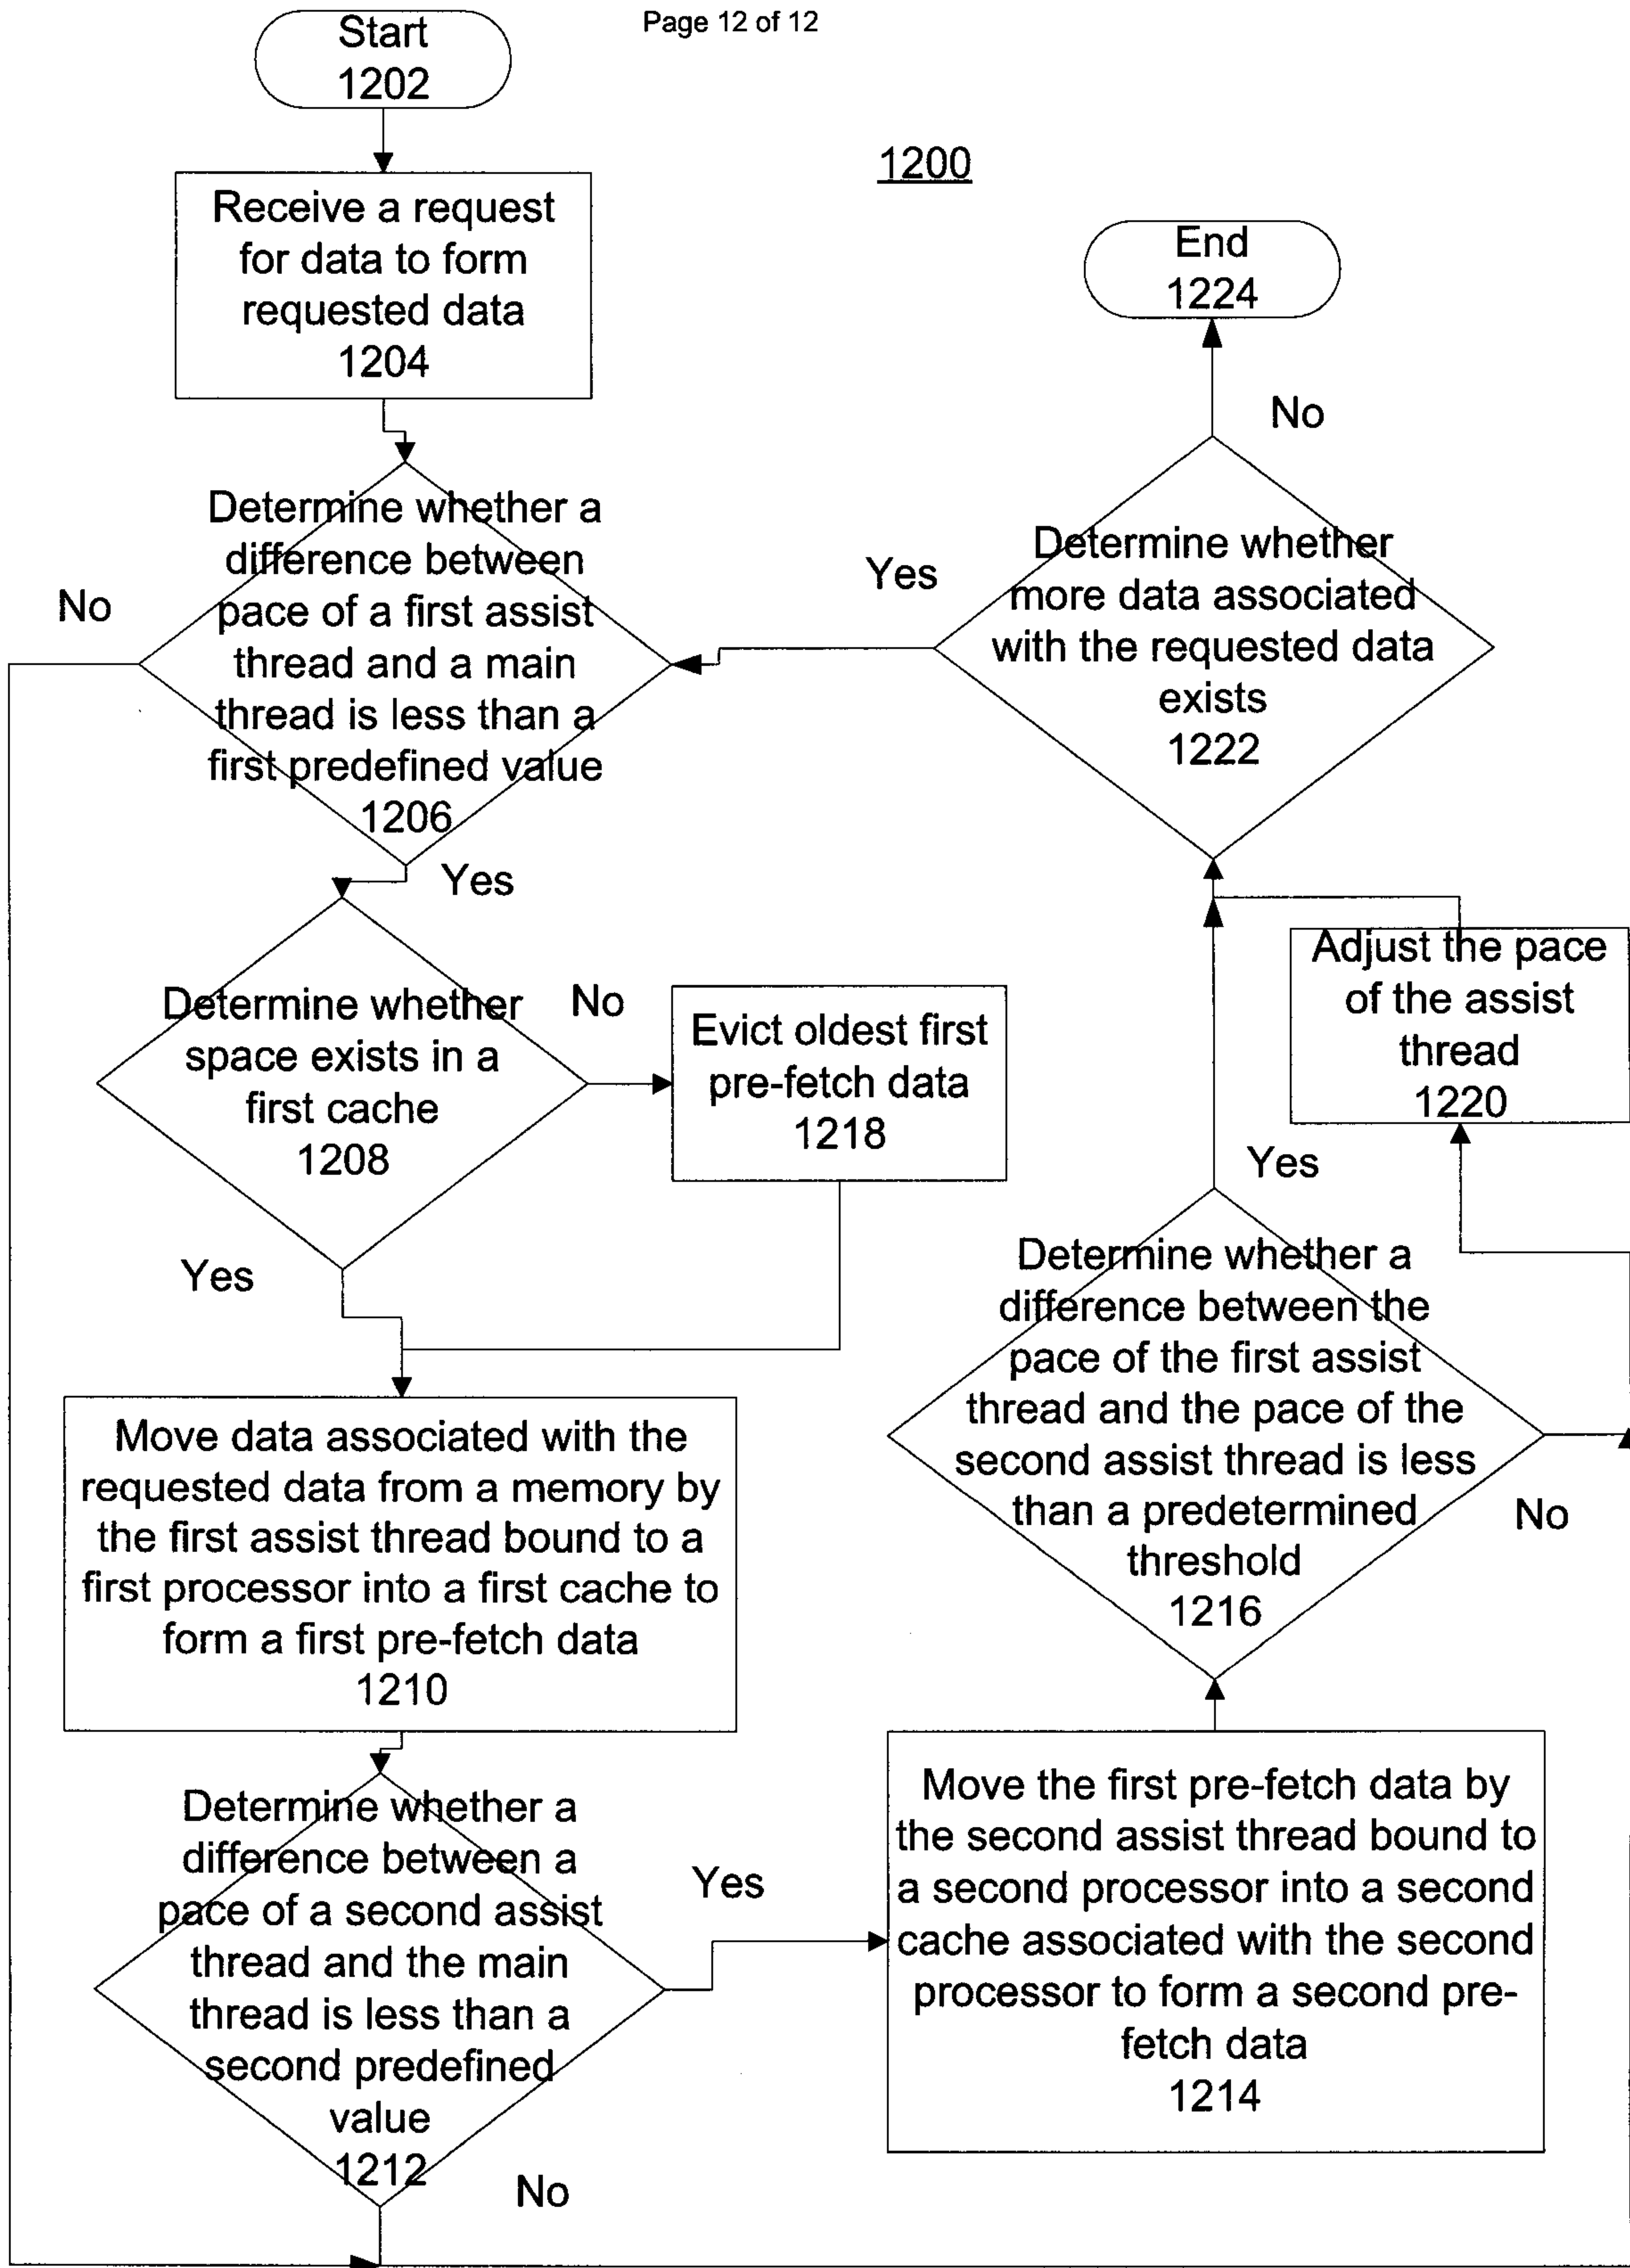 Page 12 of 12
Start
1202
1200
Receive a request
for data to form
requested data
1204
End
1224
No
Determine whether a
difference between
pace of a first assist
thread and a main
thread is less than a
first predefined value
1206
No
Yes
Yes
Determine whether
more data associated
with the requested data
exists
1222
Determine whether
space exists in a
first cache
1208
No
Yes
Evict oldest first
pre-fetch data
1218
Adjust the pace
of the assist
thread
1220
Yes
Determine whether a
difference between the
pace of the first assist
thread and the pace of the
second assist thread is less
than a predetermined
threshold
1216
No
Move data associated with the
requested data from a memory by
the first assist thread bound to a
first processor into a first cache to
form a first pre-fetch data
1210
Determine whether a
difference between a
pace of a second assist
thread and the main
thread is less than a
second predefined
value
1212
Yes
No
Move the first pre-fetch data by
the second assist thread bound to
a second processor into a second
cache associated with the second
processor to form a second pre-
fetch data
1214